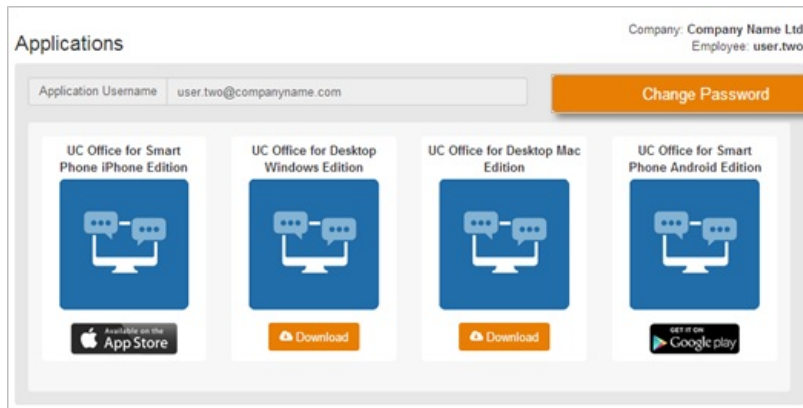 Applications
Company: Company Name Ltd
Employee: user.two
Application Username user.two@companyname.com
Change Password
UC Office for Smart
Phone iPhone Edition
Available on the
App Store
UC Office for Desktop
Windows Edition
Download
UC Office for Desktop Mac
Edition
Download
UC Office for Smart
Phone Android Edition
GET IT ON
Google play